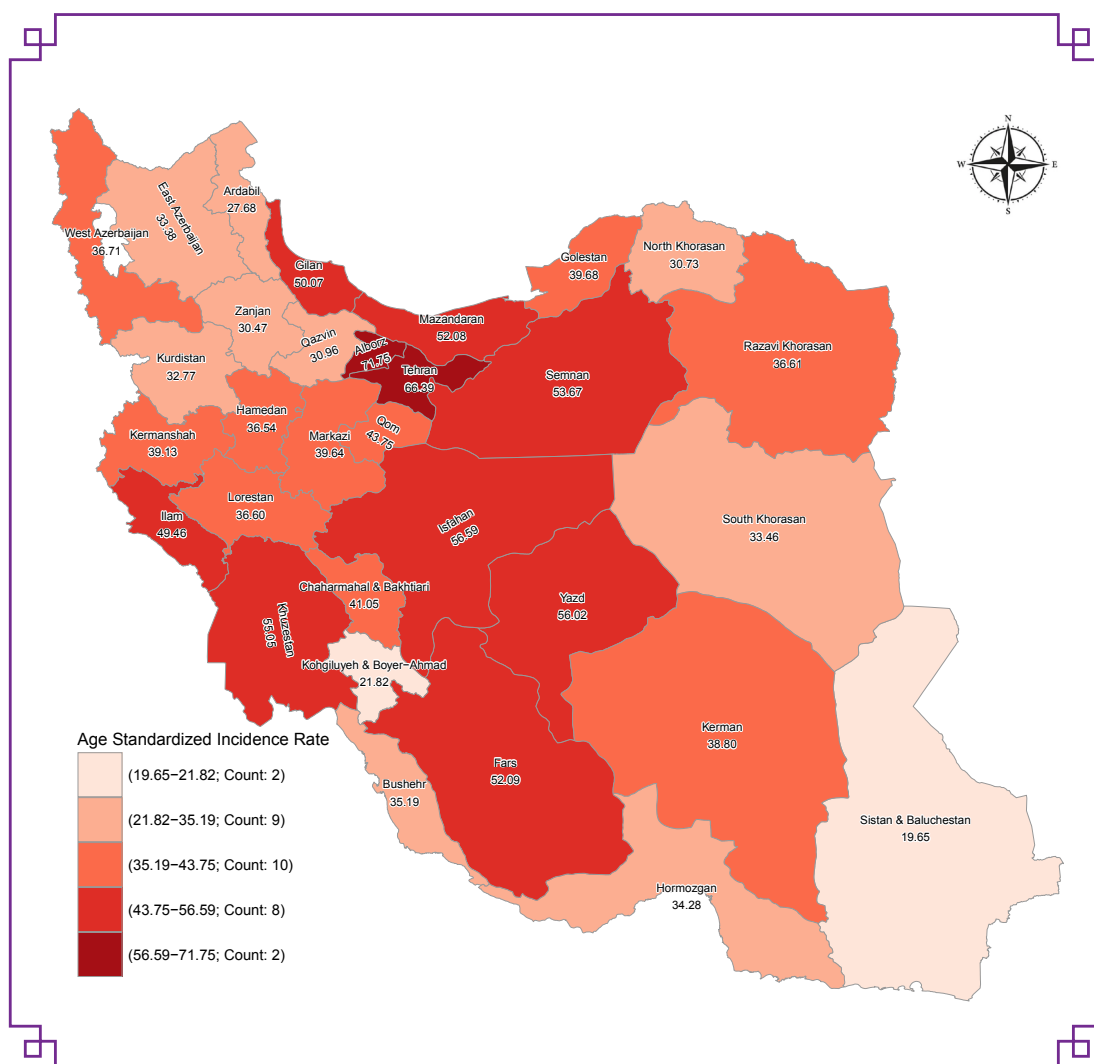 N
W
E
S
Ardabil
27.68
East Azerbaijan
33.38
West Azerbaijan
36.71
Gilan
50.07
Golestan
39.68
North Khorasan
30.73
Zanjan
30.47
Qazvin
30.96
Mazandaran
52.08
Alborz
71.75
Tehran
66.39
Semnan
53.67
Razavi Khorasan
36.61
Kurdistan
32.77
Hamedan
36.54
Markazi
39.64
Qom
43.75
Kermanshah
39.13
Lorestan
36.60
Ilam
49.46
Isfahan
56.59
South Khorasan
33.46
Chaharmahal & Bakhtiari
41.05
Yazd
56.02
Khuzestan
55.05
Kohgiluyeh & Boyer−Ahmad
21.82
Kerman
38.80
Fars
52.09
Bushehr
35.19
Sistan & Baluchestan
19.65
Hormozgan
34.28
Age Standardized Incidence Rate
(19.65−21.82; Count: 2)
(21.82−35.19; Count: 9)
(35.19−43.75; Count: 10)
(43.75−56.59; Count: 8)
(56.59−71.75; Count: 2)